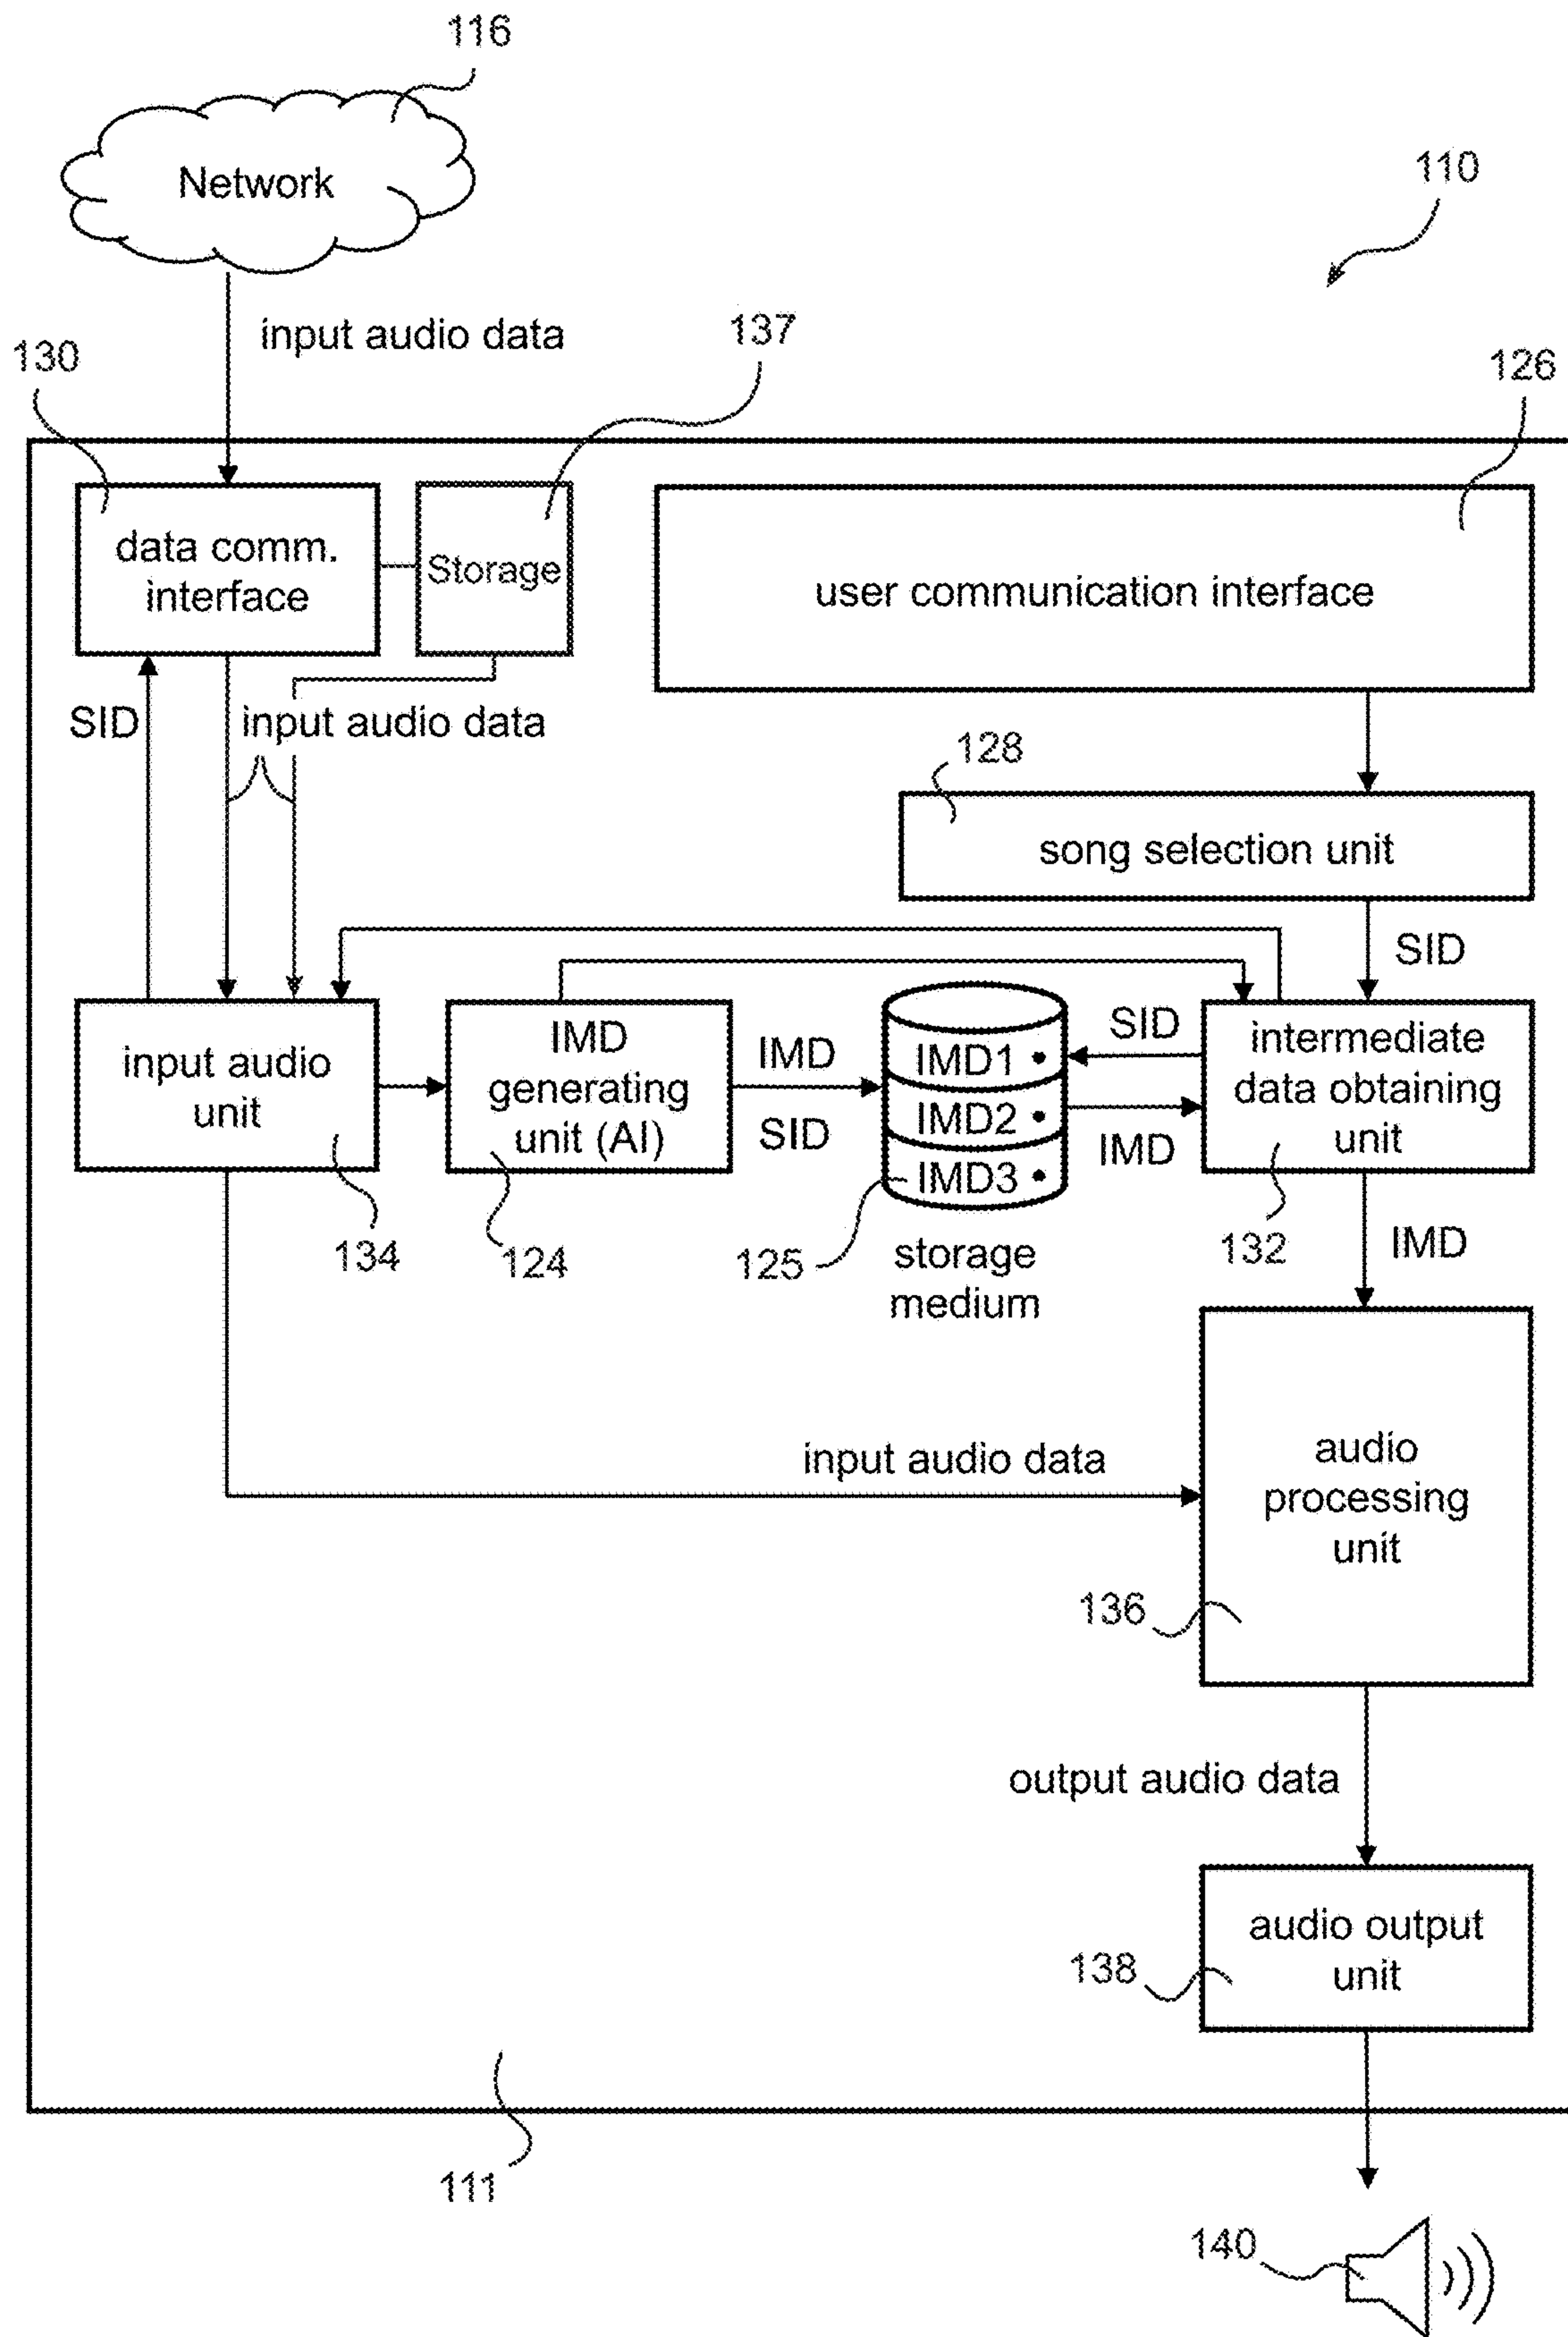 116
Network
110
input audio data
137
130
126
data comm.
interface
Storage
user communication interface
SID
input audio data
128
song selection unit
SID
input audio
unit
IMD
generating
unit (AI)
IMD
SID
IMD1
IMD2
IMD3
SID
IMD
intermediate
data obtaining
unit
134
124
125
storage
medium
132
IMD
input audio data
audio
processing
unit
136
output audio data
audio output
unit
138
111
140